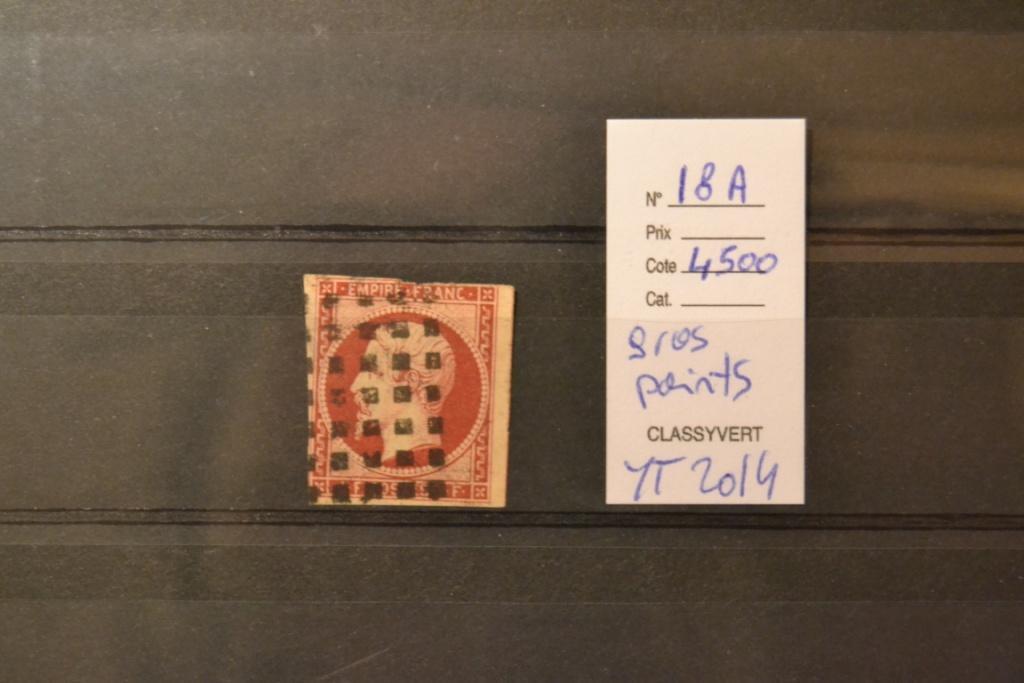 EMPIRE FRANC
F
N° 18 A
Prix
Cote 4500
Cat.
gros
points
CLASSYVERT
YT 2014